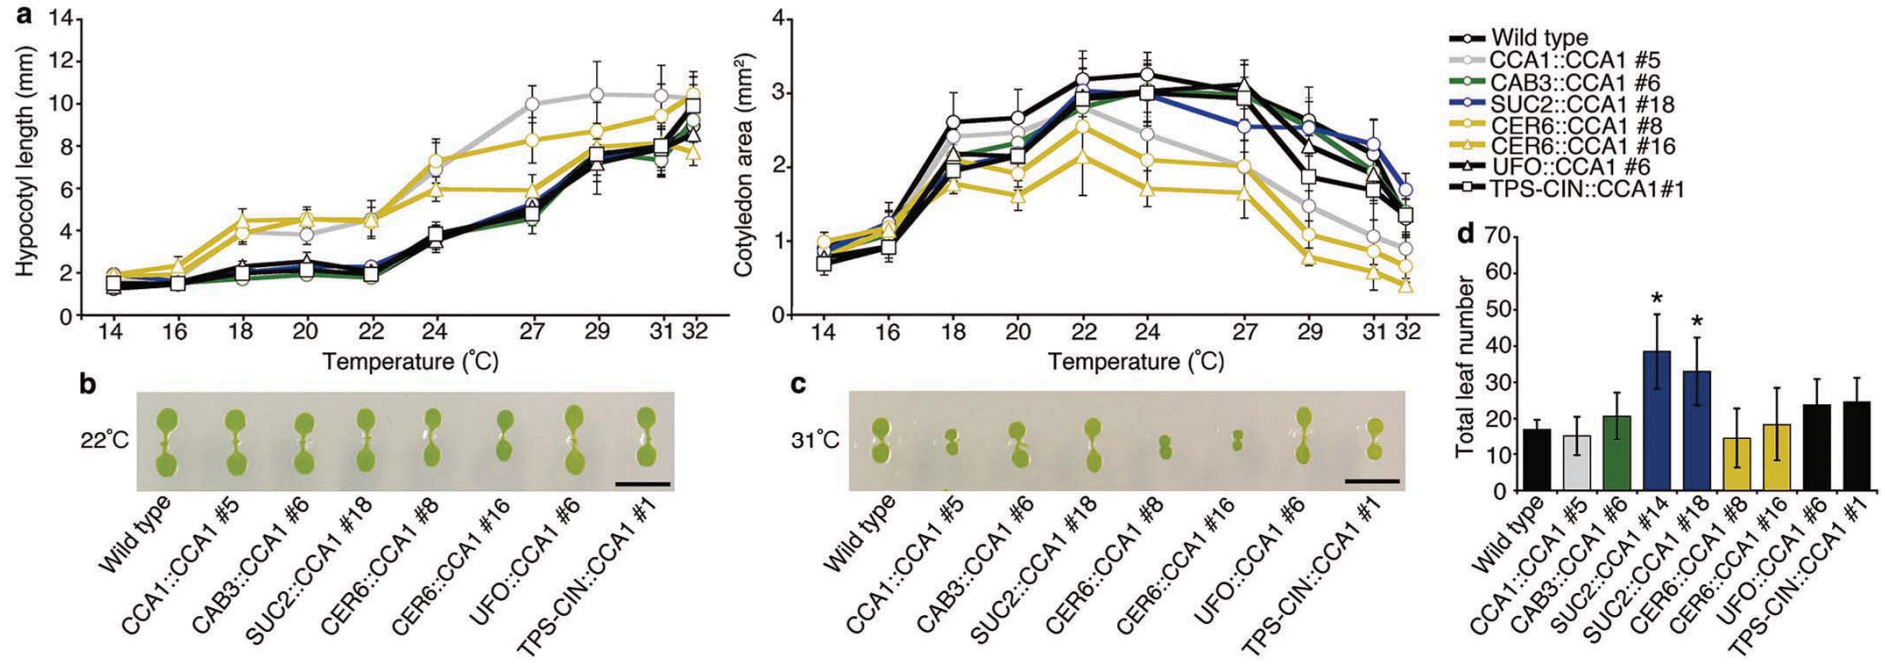 a
Hypocotyl length (mm)
14
12
10
8
6
4
2
0
14 16 18 20 22 24 27 29 31 32
Temperature (°C)
Cotyledon area (mm²)
4
3
2
1
0
14 16 18 20 22 24 27 29 31 32
Temperature (°C)
Wild type
CCA1::CCA1 #5
CAB3::CCA1 #6
SUC2::CCA1 #18
CER6::CCA1 #8
CER6::CCA1 #16
UFO::CCA1 #6
TPS-CIN::CCA1#1
b
22°C
Wild type
CCA1::CCA1 #5
CAB3::CCA1 #6
SUC2::CCA1 #18
CER6::CCA1 #8
CER6::CCA1 #16
UFO::CCA1 #6
TPS-CIN::CCA1 #1
c
31°C
Wild type
CCA1::CCA1 #5
CAB3::CCA1 #6
SUC2::CCA1 #18
CER6::CCA1 #8
CER6::CCA1 #16
UFO::CCA1 #6
TPS-CIN::CCA1 #1
d
Total leaf number
70
60
50
40
30
20
10
0
*
*
Wild type
CCA1::CCA1 #5
CAB3::CCA1 #6
SUC2::CCA1 #14
SUC2::CCA1 #18
CER6::CCA1 #8
CER6::CCA1 #16
UFO::CCA1 #6
TPS-CIN::CCA1 #1